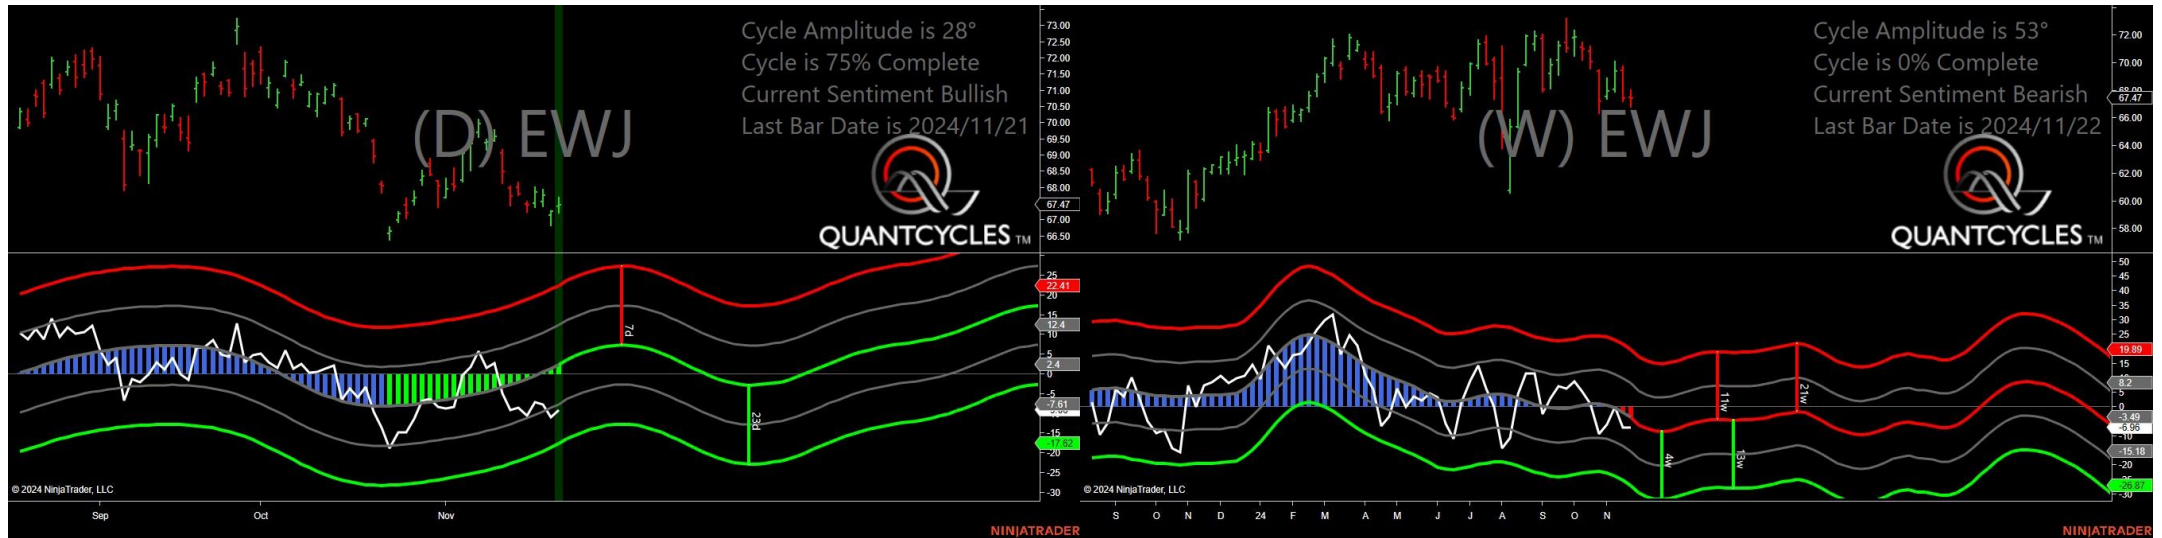 Cycle Amplitude is 28°
Cycle is 75% Complete
Current Sentiment Bullish
Last Bar Date is 2024/11/21
(D) EWJ
QUANTCYCLES TM
73.00
72.50
72.00
71.50
71.00
70.50
70.00
69.50
69.00
68.50
68.00
67.47
67.00
66.50
25
22.41
20
15
12.4
10
5
2.4
0
-7.61
-15
-17.62
-20
-25
-30
7d
23d
© 2024 NinjaTrader, LLC
Sep Oct Nov
NINJATRADER
Cycle Amplitude is 53°
Cycle is 0% Complete
Current Sentiment Bearish
Last Bar Date is 2024/11/22
(W) EWJ
QUANTCYCLES TM
72.00
70.00
68.00
67.47
66.00
64.00
62.00
60.00
58.00
50
45
40
35
30
25
19.89
15
8.2
5
0
-3.49
-6.96
-10
-15.18
-20
-26.87
-30
4w
11w
13w
21w
© 2024 NinjaTrader, LLC
S O N D 24 F M A M J J A S O N
NINJATRADER